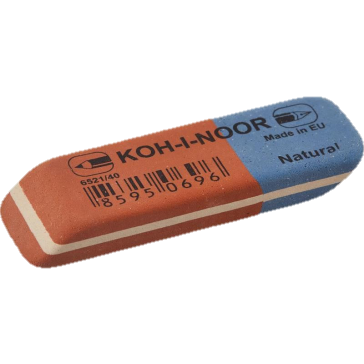 KOH-I-NOOR
Made in EU
6521/40
8595 0696
Natural